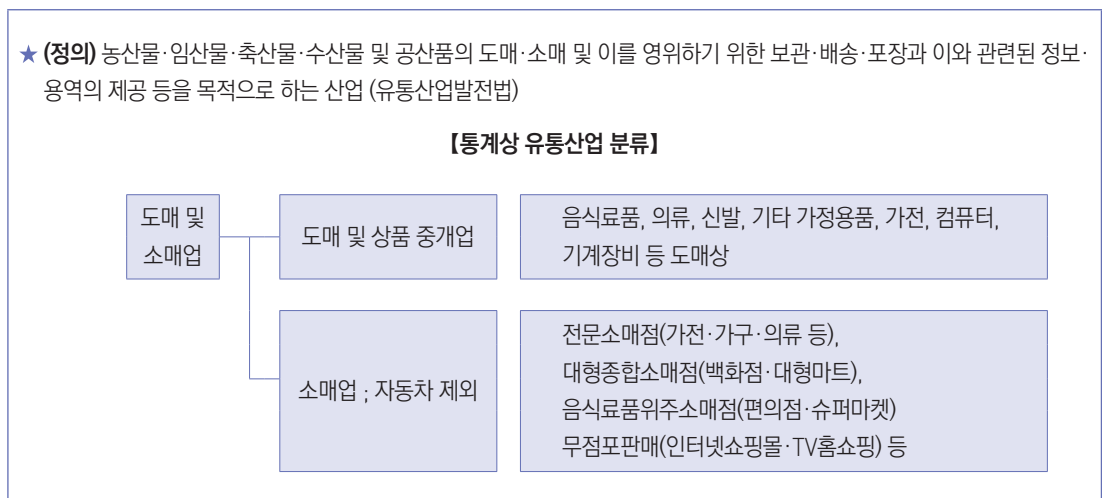 ★ (정의) 농산물·임산물·축산물·수산물 및 공산품의 도매·소매 및 이를 영위하기 위한 보관·배송·포장과 이와 관련된 정보·
용역의 제공 등을 목적으로 하는 산업 (유통산업발전법)
【통계상 유통산업 분류】
도매 및
소매업
도매 및 상품 중개업
음식료품, 의류, 신발, 기타 가정용품, 가전, 컴퓨터,
기계장비 등 도매상
소매업 ; 자동차 제외
전문소매점(가전·가구·의류 등),
대형종합소매점(백화점·대형마트),
음식료품위주소매점(편의점·슈퍼마켓)
무점포판매(인터넷쇼핑몰·TV홈쇼핑) 등